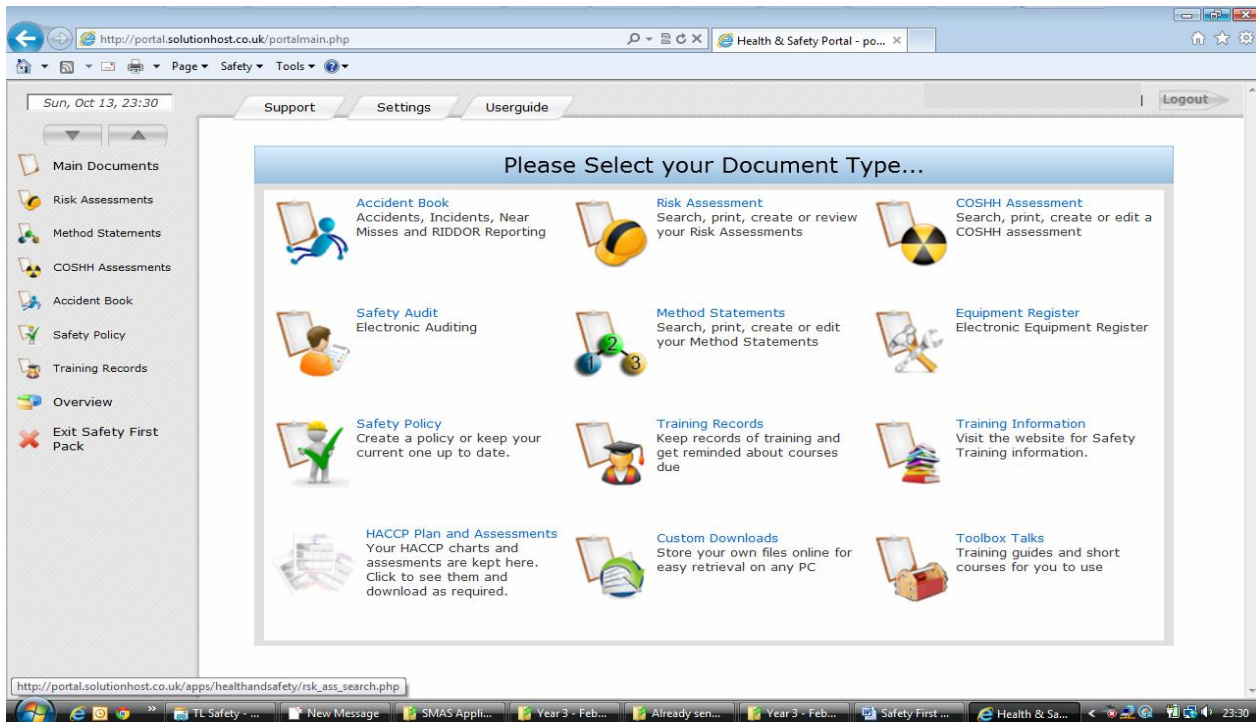 http://portal.solutionhost.co.uk/portalmain.php
Health & Safety Portal - po...
Page
Safety
Tools
Sun, Oct 13, 23:30
Support
Settings
Userguide
Logout
Main Documents
Risk Assessments
Method Statements
COSHH Assessments
Accident Book
Safety Policy
Training Records
Overview
Exit Safety First
Pack
Please Select your Document Type...
Accident Book
Accidents, Incidents, Near
Misses and RIDDOR Reporting
Risk Assessment
Search, print, create or review
your Risk Assessments
COSHH Assessment
Search, print, create or edit a
COSHH assessment
Safety Audit
Electronic Auditing
Method Statements
Search, print, create or edit
your Method Statements
1
2
3
Equipment Register
Electronic Equipment Register
Safety Policy
Create a policy or keep your
current one up to date.
Training Records
Keep records of training and
get reminded about courses
due
Training Information
Visit the website for Safety
Training information.
HACCP Plan and Assessments
Your HACCP charts and
assesments are kept here.
Click to see them and
download as required.
Custom Downloads
Store your own files online for
easy retrieval on any PC
Toolbox Talks
Training guides and short
courses for you to use
http://portal.solutionhost.co.uk/apps/healthandsafety/rsk_ass_search.php
TL Safety - ...
New Message
SMAS Appli...
Year 3 - Feb...
Already sen...
Year 3 - Feb...
Safety First ...
Health & Sa...
23:30